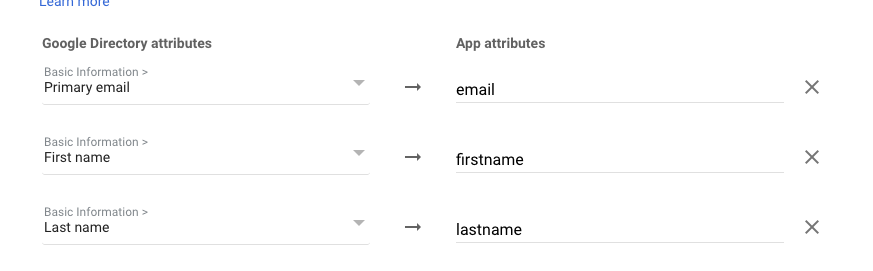 Learn more
Google Directory attributes
App attributes
Basic Information >
Primary email
email
Basic Information >
First name
firstname
Basic Information >
Last name
lastname